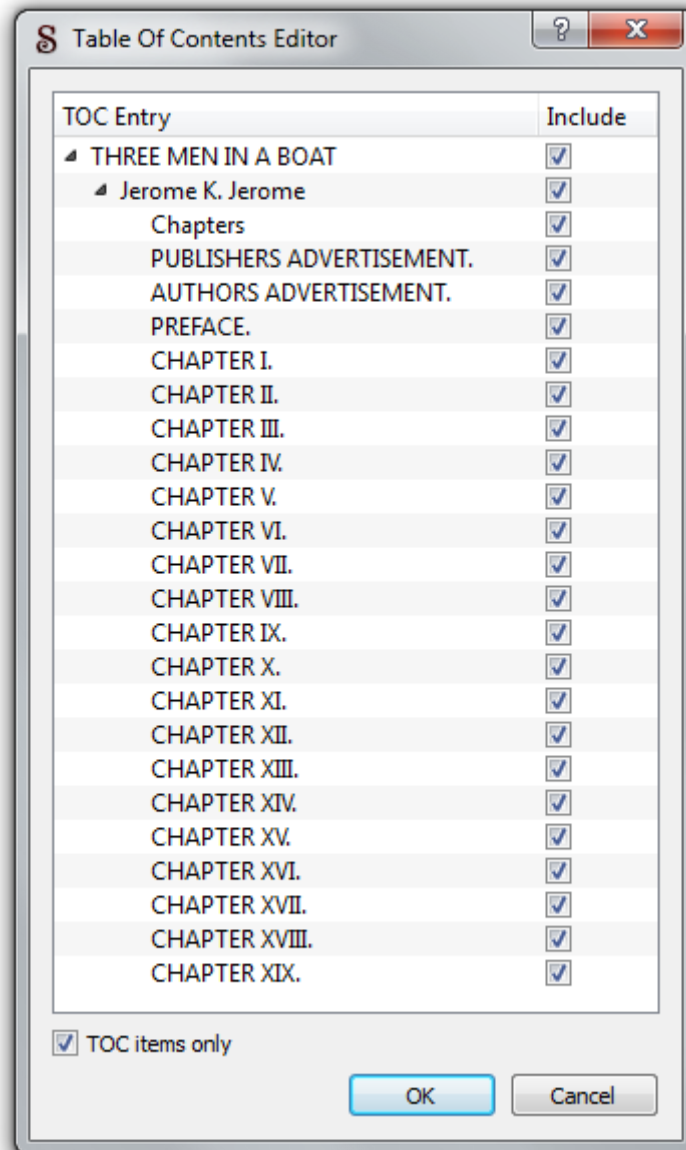 S Table Of Contents Editor ?
TOC Entry Include
THREE MEN IN A BOAT
Jerome K. Jerome
Chapters
PUBLISHERS ADVERTISEMENT.
AUTHORS ADVERTISEMENT.
PREFACE.
CHAPTER I.
CHAPTER II.
CHAPTER III.
CHAPTER IV.
CHAPTER V.
CHAPTER VI.
CHAPTER VII.
CHAPTER VIII.
CHAPTER IX.
CHAPTER X.
CHAPTER XI.
CHAPTER XII.
CHAPTER XIII.
CHAPTER XIV.
CHAPTER XV.
CHAPTER XVI.
CHAPTER XVII.
CHAPTER XVIII.
CHAPTER XIX.
TOC items only
OK Cancel